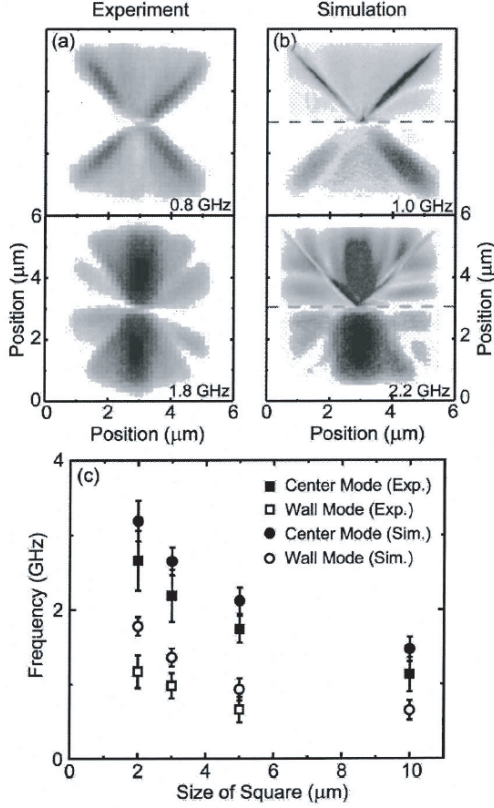 Experiment
Simulation
(a)
(b)
0.8 GHz
1.0 GHz
6
4
2
0
Position (μm)
1.8 GHz
2.2 GHz
6
4
2
0
Position (μm)
0 2 4 6
0 2 4 6
Position (μm)
Position (μm)
(c)
Center Mode (Exp.)
Wall Mode (Exp.)
Center Mode (Sim.)
Wall Mode (Sim.)
4
2
0
Frequency (GHz)
0 2 4 6 8 10
Size of Square (μm)